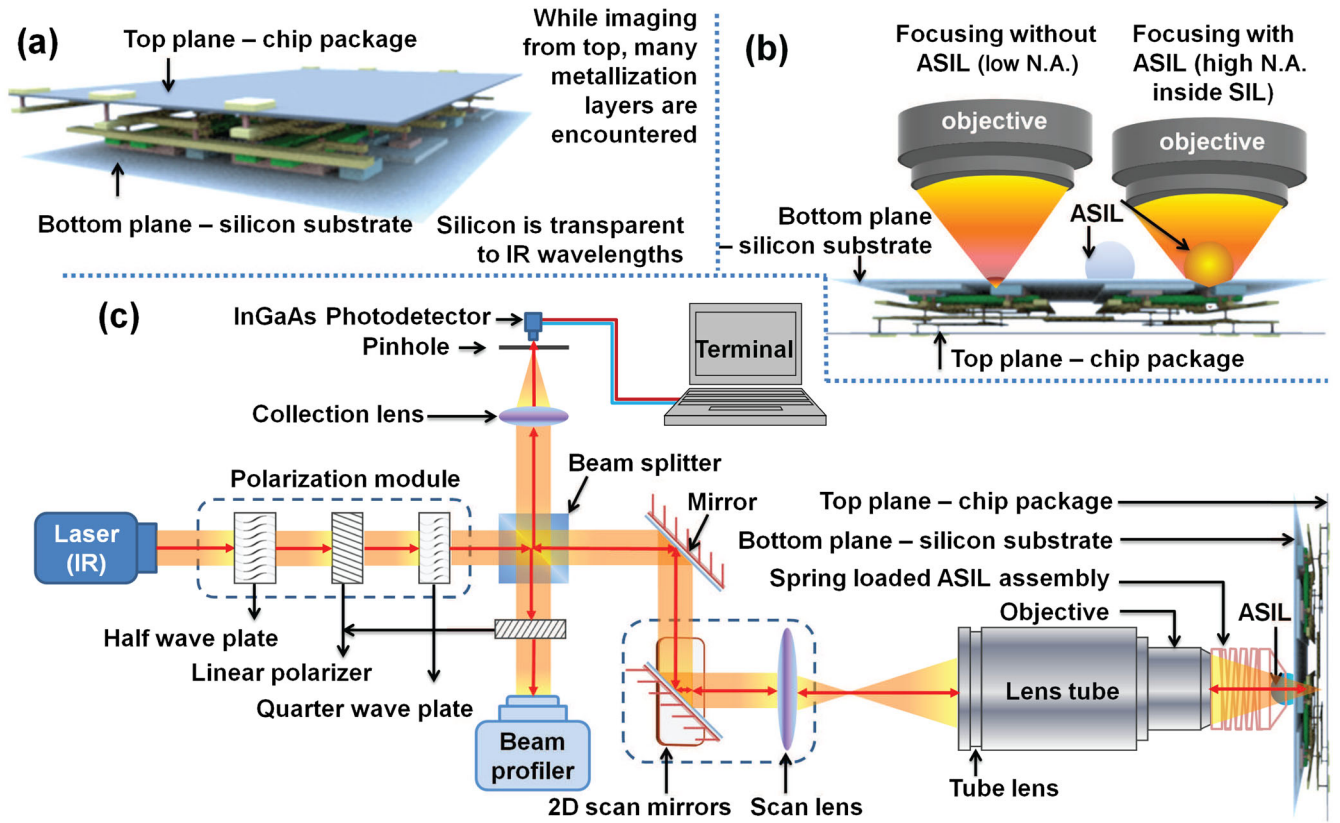 (a)
Top plane – chip package
While imaging
from top, many
metallization
layers are
encountered
Bottom plane – silicon substrate
Silicon is transparent
to IR wavelengths
(b)
Focusing without
ASIL (low N.A.)
Focusing with
ASIL (high N.A.
inside SIL)
objective
objective
Bottom plane
– silicon substrate
ASIL
Top plane – chip package
(c)
InGaAs Photodetector
Pinhole
Terminal
Collection lens
Beam splitter
Polarization module
Mirror
Laser
(IR)
Half wave plate
Linear polarizer
Quarter wave plate
Beam
profiler
2D scan mirrors
Scan lens
Top plane – chip package
Bottom plane – silicon substrate
Spring loaded ASIL assembly
Objective
ASIL
Lens tube
Tube lens